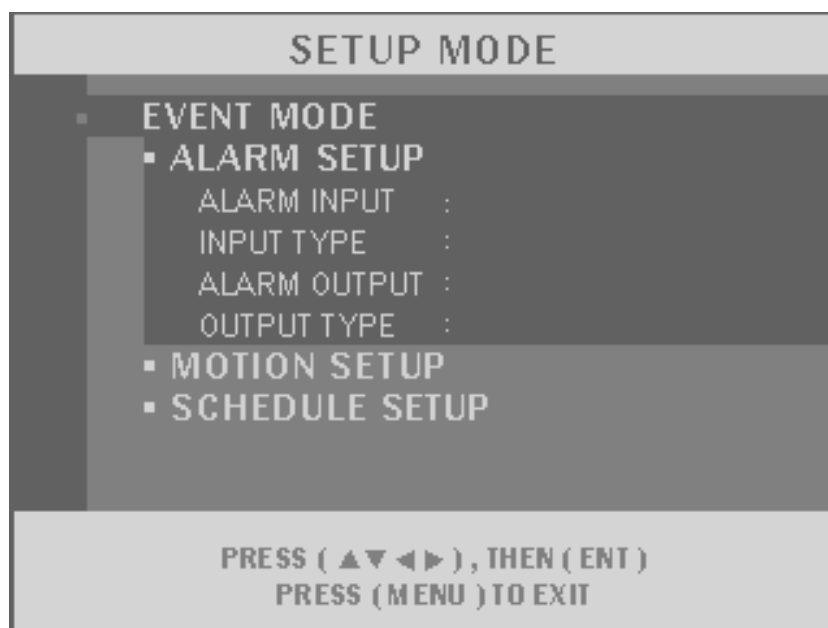 SETUP MODE
EVENT MODE
▪ ALARM SETUP
ALARM INPUT :
INPUT TYPE :
ALARM OUTPUT :
OUTPUT TYPE :
▪ MOTION SETUP
▪ SCHEDULE SETUP
PRESS ( ▲▼◄► ) , THEN ( ENT )
PRESS ( MENU ) TO EXIT